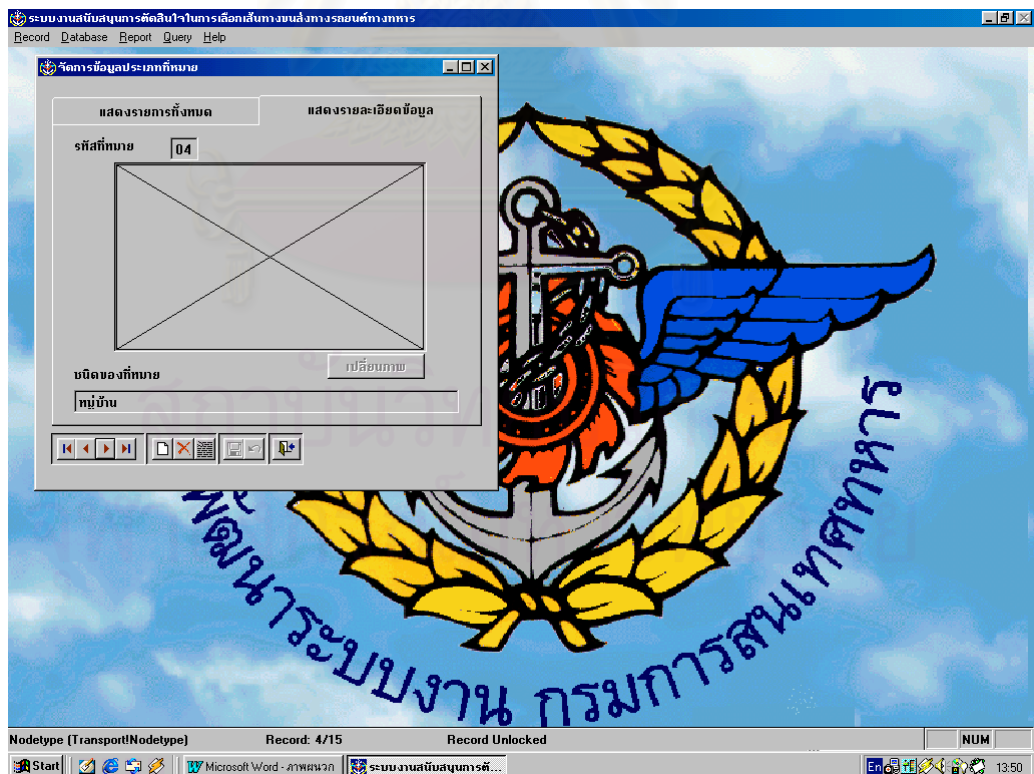 ระบบงานสนับสนุนการตัดสินใจในการเลือกเส้นทางขนส่งทางรถยนต์ทางทหาร
Record Database Report Query Help
จัดการข้อมูลประเภทที่หมาย
แสดงรายการทั้งหมด แสดงรายละเอียดข้อมูล
รหัสที่หมาย 04
เปลี่ยนภาพ
ชนิดของที่หมาย
หมู่บ้าน
พัฒนาระบบงาน กรมการสนเทศทหาร
Nodetype (Transport!Nodetype) Record: 4/15 Record Unlocked NUM
Start Microsoft Word - ภาพผนวก ระบบงานสนับสนุนการตั... En 13:50